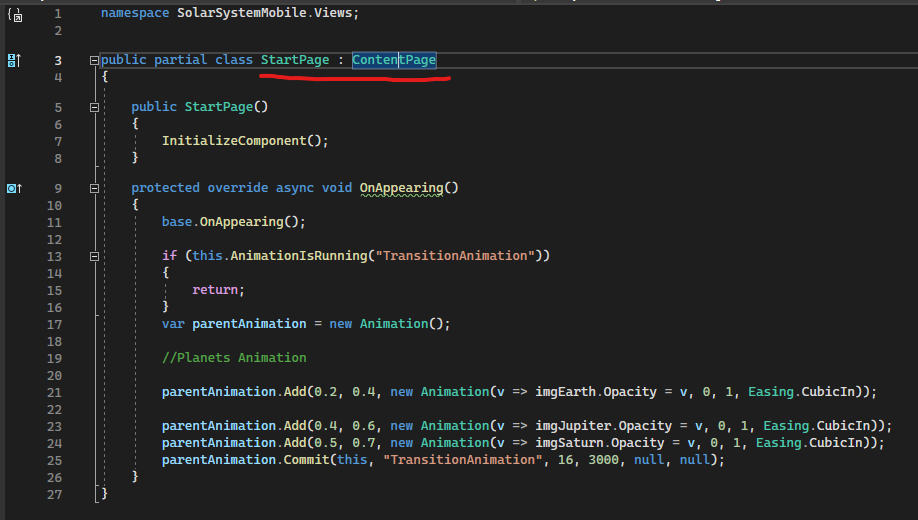 1 namespace SolarSystemMobile.Views;
2
3 public partial class StartPage : ContentPage
4 {
5 public StartPage()
6 {
7 InitializeComponent();
8 }
9 protected override async void OnAppearing()
10 {
11 base.OnAppearing();
12
13 if (this.AnimationIsRunning("TransitionAnimation"))
14 {
15 return;
16 }
17 var parentAnimation = new Animation();
18
19 //Planets Animation
20
21 parentAnimation.Add(0.2, 0.4, new Animation(v => imgEarth.Opacity = v, 0, 1, Easing.CubicIn));
22
23 parentAnimation.Add(0.4, 0.6, new Animation(v => imgJupiter.Opacity = v, 0, 1, Easing.CubicIn));
24 parentAnimation.Add(0.5, 0.7, new Animation(v => imgSaturn.Opacity = v, 0, 1, Easing.CubicIn));
25 parentAnimation.Commit(this, "TransitionAnimation", 16, 3000, null, null);
26 }
27 }